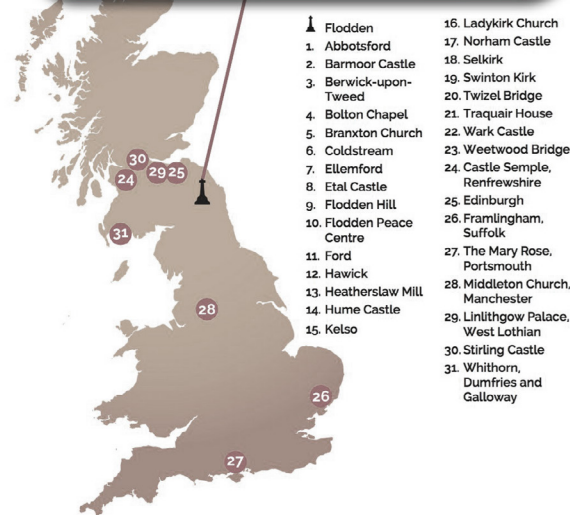 Flodden
1. Abbotsford
2. Barmoor Castle
3. Berwick-upon-
Tweed
4. Bolton Chapel
5. Branxton Church
6. Coldstream
7. Ellemford
8. Etal Castle
9. Flodden Hill
10. Flodden Peace
Centre
11. Ford
12. Hawick
13. Heatherslaw Mill
14. Hume Castle
15. Kelso
16. Ladykirk Church
17. Norham Castle
18. Selkirk
19. Swinton Kirk
20. Twizel Bridge
21. Traquair House
22. Wark Castle
23. Weetwood Bridge
24. Castle Semple,
Renfrewshire
25. Edinburgh
26. Framlingham,
Suffolk
27. The Mary Rose,
Portsmouth
28. Middleton Church,
Manchester
29. Linlithgow Palace,
West Lothian
30. Stirling Castle
31. Whithorn,
Dumfries and
Galloway
30
29 25
24
31
28
26
27